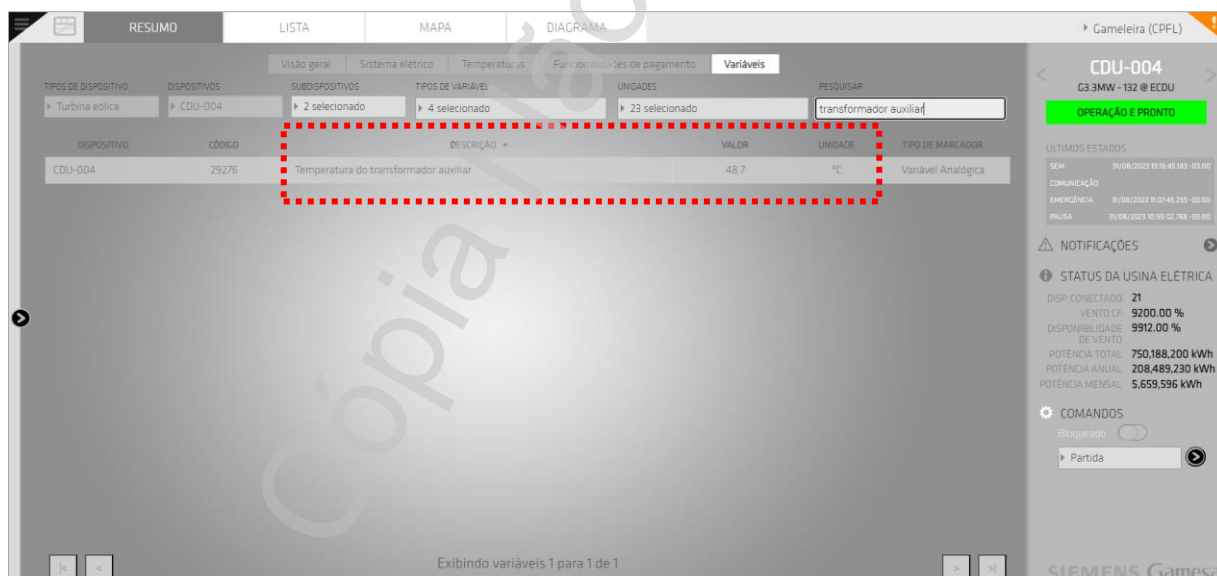 RESUMO LISTA MAPA DIAGRAMA Gameleira (CPFL)
Visão geral Sistema elétrico Temperaturas Funcionalidades de pagamento Variáveis
TIPOS DE DISPOSITIVO DISPOSITIVOS SUBDISPOSITIVOS TIPOS DE VARIÁVEL UNIDADES PESQUISAR
Turbina eólica CDU-004 2 selecionado 4 selecionado 23 selecionado transformador auxiliar
DISPOSITIVO CÓDIGO DESCRIÇÃO VALOR UNIDADE TIPO DE MARCADOR
CDU-004 29276 Temperatura do transformador auxiliar 48.7 °C Variável Analógica
Exibindo variáveis 1 para 1 de 1
|< < > >|
CDU-004
G3.3MW - 132 @ ECDU
OPERAÇÃO E PRONTO
ÚLTIMOS ESTADOS
SEM COMUNICAÇÃO 31/08/2023 13:16:45.183 -03:00
EMERGÊNCIA 31/08/2023 11:07:45.255 -03:00
PAUSA 31/08/2023 10:50:02.768 -03:00
NOTIFICAÇÕES
STATUS DA USINA ELÉTRICA
DISP. CONECTADO 21
VENTO CF 9200.00 %
DISPONIBILIDADE DE VENTO 9912.00 %
POTÊNCIA TOTAL 750,188,200 kWh
POTÊNCIA ANUAL 208,489,230 kWh
POTÊNCIA MENSAL 5,659,596 kWh
COMANDOS
Bloqueado
Partida
SIEMENS Gamesa
Cópia